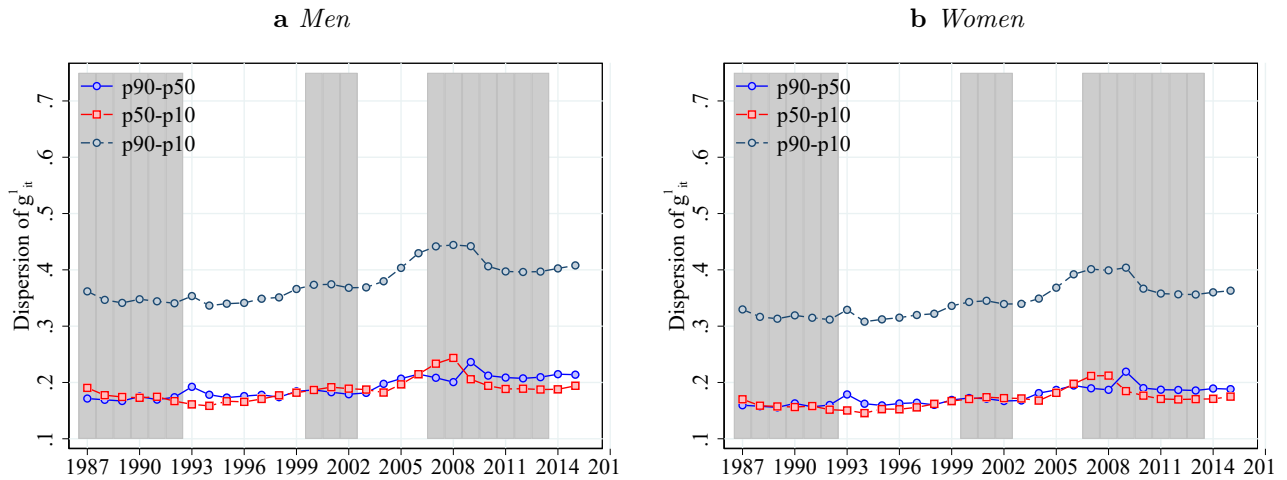 a Men
Dispersion of g¹it
.1 .2 .3 .4 .5 .6 .7
p90-p50
p50-p10
p90-p10
1987 1990 1993 1996 1999 2002 2005 2008 2011 2014 201
b Women
Dispersion of g¹it
.1 .2 .3 .4 .5 .6 .7
p90-p50
p50-p10
p90-p10
1987 1990 1993 1996 1999 2002 2005 2008 2011 2014 201